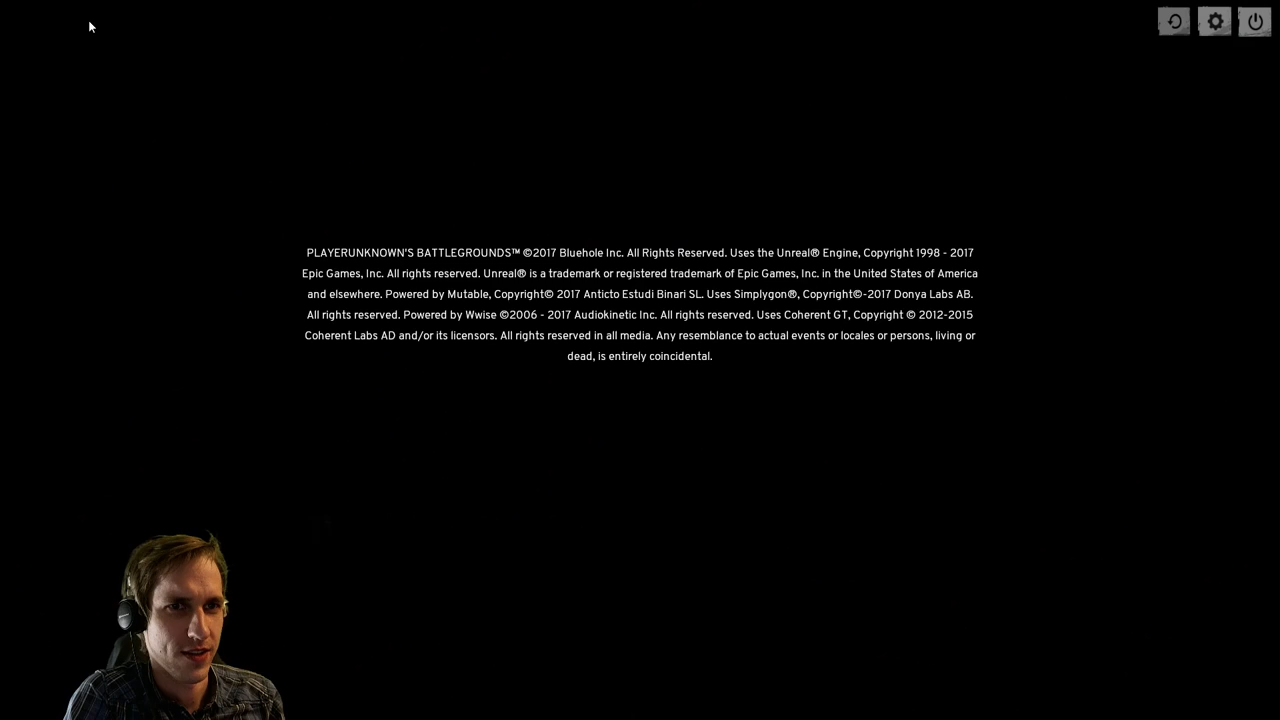 PLAYERUNKNOWN'S BATTLEGROUNDS™ ©2017 Bluehole Inc. All Rights Reserved. Uses the Unreal® Engine, Copyright 1998 - 2017
Epic Games, Inc. All rights reserved. Unreal® is a trademark or registered trademark of Epic Games, Inc. in the United States of America
and elsewhere. Powered by Mutable, Copyright© 2017 Anticto Estudi Binari SL. Uses Simplygon®, Copyright©-2017 Donya Labs AB.
All rights reserved. Powered by Wwise ©2006 - 2017 Audiokinetic Inc. All rights reserved. Uses Coherent GT, Copyright © 2012-2015
Coherent Labs AD and/or its licensors. All rights reserved in all media. Any resemblance to actual events or locales or persons, living or
dead, is entirely coincidental.